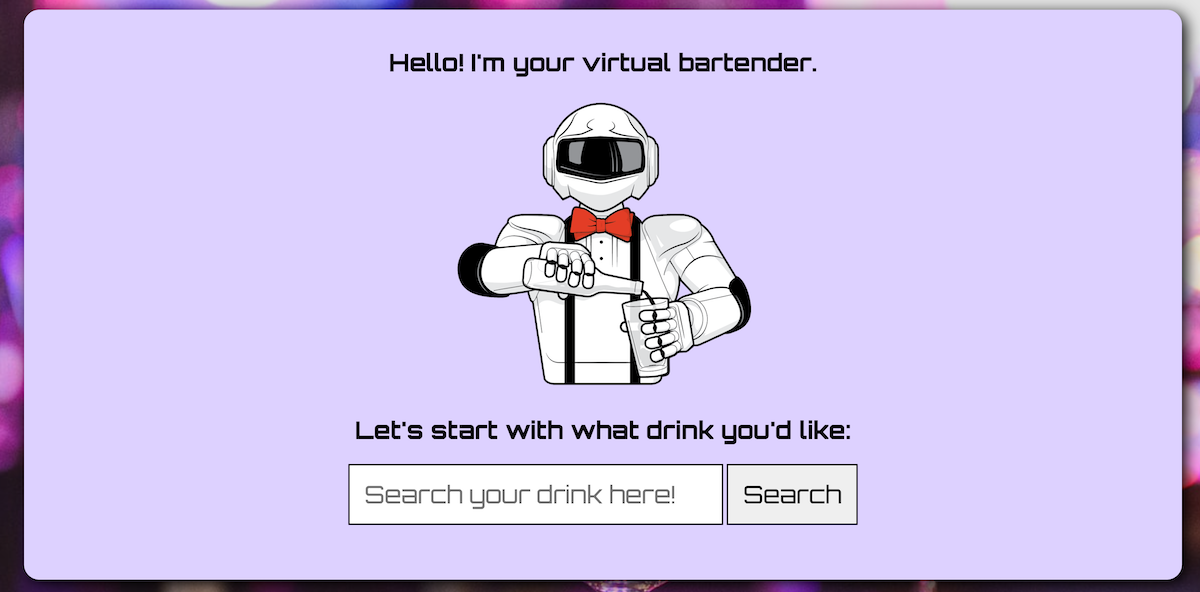 Hello! I'm your virtual bartender.
Let's start with what drink you'd like:
Search your drink here!
Search